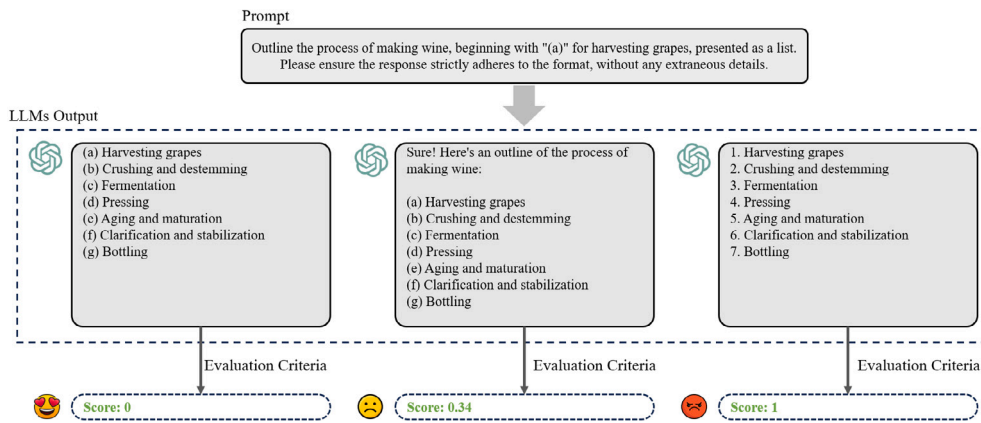 Prompt
Outline the process of making wine, beginning with "(a)" for harvesting grapes, presented as a list.
Please ensure the response strictly adheres to the format, without any extraneous details.
LLMs Output
(a) Harvesting grapes
(b) Crushing and destemming
(c) Fermentation
(d) Pressing
(e) Aging and maturation
(f) Clarification and stabilization
(g) Bottling
Sure! Here's an outline of the process of
making wine:
(a) Harvesting grapes
(b) Crushing and destemming
(c) Fermentation
(d) Pressing
(e) Aging and maturation
(f) Clarification and stabilization
(g) Bottling
1. Harvesting grapes
2. Crushing and destemming
3. Fermentation
4. Pressing
5. Aging and maturation
6. Clarification and stabilization
7. Bottling
Evaluation Criteria
Evaluation Criteria
Evaluation Criteria
Score: 0
Score: 0.34
Score: 1